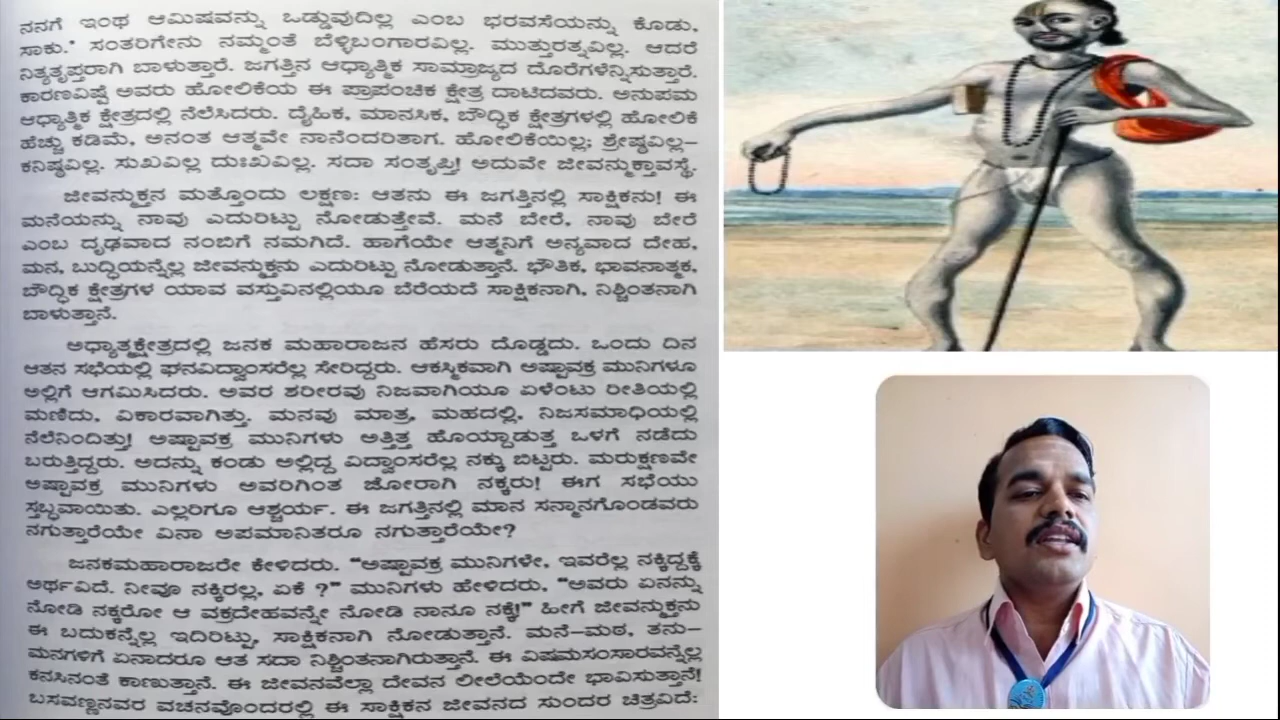 ನನಗೆ ಇಂಥ ಆಮಿಷವನ್ನು ಒಡ್ಡುವುದಿಲ್ಲ ಎಂಬ ಭರವಸೆಯನ್ನು ಕೊಡು,
ಸಾಕು.’ ಸಂತರಿಗೇನು ನಮ್ಮಂತೆ ಬೆಳ್ಳಿಬಂಗಾರವಿಲ್ಲ. ಮುತ್ತುರತ್ನವಿಲ್ಲ. ಆದರೆ
ನಿತ್ಯತೃಪ್ತರಾಗಿ ಬಾಳುತ್ತಾರೆ. ಜಗತ್ತಿನ ಆಧ್ಯಾತ್ಮಿಕ ಸಾಮ್ರಾಜ್ಯದ ದೊರೆಗಳೆನ್ನಿಸುತ್ತಾರೆ.
ಕಾರಣವಿಷ್ಟೆ ಅವರು ಹೋಲಿಕೆಯ ಈ ಪ್ರಾಪಂಚಿಕ ಕ್ಷೇತ್ರ ದಾಟಿದವರು. ಅನುಪಮ
ಆಧ್ಯಾತ್ಮಿಕ ಕ್ಷೇತ್ರದಲ್ಲಿ ನೆಲೆಸಿದರು. ದೈಹಿಕ, ಮಾನಸಿಕ, ಬೌದ್ಧಿಕ ಕ್ಷೇತ್ರಗಳಲ್ಲಿ ಹೋಲಿಕೆ
ಹೆಚ್ಚು ಕಡಿಮೆ, ಅನಂತ ಆತ್ಮವೇ ನಾನೆಂದರಿತಾಗ. ಹೋಲಿಕೆಯಿಲ್ಲ; ಶ್ರೇಷ್ಠವಿಲ್ಲ–
ಕನಿಷ್ಠವಿಲ್ಲ. ಸುಖವಿಲ್ಲ ದುಃಖವಿಲ್ಲ. ಸದಾ ಸಂತೃಪ್ತಿ! ಅದುವೇ ಜೀವನ್ಮುಕ್ತಾವಸ್ಥೆ.
ಜೀವನ್ಮುಕ್ತನ ಮತ್ತೊಂದು ಲಕ್ಷಣ: ಆತನು ಈ ಜಗತ್ತಿನಲ್ಲಿ ಸಾಕ್ಷಿಕನು! ಈ
ಮನೆಯನ್ನು ನಾವು ಎದುರಿಟ್ಟು ನೋಡುತ್ತೇವೆ. ಮನೆ ಬೇರೆ, ನಾವು ಬೇರೆ
ಎಂಬ ದೃಢವಾದ ನಂಬಿಗೆ ನಮಗಿದೆ. ಹಾಗೆಯೇ ಆತ್ಮನಿಗೆ ಅನ್ಯವಾದ ದೇಹ,
ಮನ, ಬುದ್ಧಿಯನ್ನೆಲ್ಲ ಜೀವನ್ಮುಕ್ತನು ಎದುರಿಟ್ಟು ನೋಡುತ್ತಾನೆ. ಭೌತಿಕ, ಭಾವನಾತ್ಮಕ,
ಬೌದ್ಧಿಕ ಕ್ಷೇತ್ರಗಳ ಯಾವ ವಸ್ತುವಿನಲ್ಲಿಯೂ ಬೆರೆಯದೆ ಸಾಕ್ಷಿಕನಾಗಿ, ನಿಶ್ಚಿಂತನಾಗಿ
ಬಾಳುತ್ತಾನೆ.
ಅಧ್ಯಾತ್ಮಕ್ಷೇತ್ರದಲ್ಲಿ ಜನಕ ಮಹಾರಾಜನ ಹೆಸರು ದೊಡ್ಡದು. ಒಂದು ದಿನ
ಆತನ ಸಭೆಯಲ್ಲಿ ಘನವಿದ್ವಾಂಸರೆಲ್ಲ ಸೇರಿದ್ದರು. ಆಕಸ್ಮಿಕವಾಗಿ ಅಷ್ಟಾವಕ್ರ ಮುನಿಗಳೂ
ಅಲ್ಲಿಗೆ ಆಗಮಿಸಿದರು. ಅವರ ಶರೀರವು ನಿಜವಾಗಿಯೂ ಏಳೆಂಟು ರೀತಿಯಲ್ಲಿ
ಮಣಿದು, ವಿಕಾರವಾಗಿತ್ತು. ಮನವು ಮಾತ್ರ, ಮಹದಲ್ಲಿ, ನಿಜಸಮಾಧಿಯಲ್ಲಿ
ನೆಲೆನಿಂದಿತ್ತು! ಅಷ್ಟಾವಕ್ರ ಮುನಿಗಳು ಅತ್ತಿತ್ತ ಹೊಯ್ದಾಡುತ್ತ ಒಳಗೆ ನಡೆದು
ಬರುತ್ತಿದ್ದರು. ಅದನ್ನು ಕಂಡು ಅಲ್ಲಿದ್ದ ವಿದ್ವಾಂಸರೆಲ್ಲ ನಕ್ಕು ಬಿಟ್ಟರು. ಮರುಕ್ಷಣವೇ
ಅಷ್ಟಾವಕ್ರ ಮುನಿಗಳು ಅವರಿಗಿಂತ ಜೋರಾಗಿ ನಕ್ಕರು! ಈಗ ಸಭೆಯು
ಸ್ತಬ್ಧವಾಯಿತು. ಎಲ್ಲರಿಗೂ ಆಶ್ಚರ್ಯ. ಈ ಜಗತ್ತಿನಲ್ಲಿ ಮಾನ ಸನ್ಮಾನಗೊಂಡವರು
ನಗುತ್ತಾರೆಯೇ ವಿನಾ ಅಪಮಾನಿತರೂ ನಗುತ್ತಾರೆಯೇ?
ಜನಕಮಹಾರಾಜರೇ ಕೇಳಿದರು. “ಅಷ್ಟಾವಕ್ರ ಮುನಿಗಳೇ, ಇವರೆಲ್ಲ ನಕ್ಕಿದ್ದಕ್ಕೆ
ಅರ್ಥವಿದೆ. ನೀವೂ ನಕ್ಕಿರಲ್ಲ, ಏಕೆ ?” ಮುನಿಗಳು ಹೇಳಿದರು, “ಅವರು ಏನನ್ನು
ನೋಡಿ ನಕ್ಕರೋ ಆ ವಕ್ರದೇಹವನ್ನೇ ನೋಡಿ ನಾನೂ ನಕ್ಕೆ!” ಹೀಗೆ ಜೀವನ್ಮುಕ್ತನು
ಈ ಬದುಕನ್ನೆಲ್ಲ ಇದಿರಿಟ್ಟು, ಸಾಕ್ಷಿಕನಾಗಿ ನೋಡುತ್ತಾನೆ. ಮನೆ–ಮಠ, ತನು–
ಮನಗಳಿಗೆ ಏನಾದರೂ ಆತ ಸದಾ ನಿಶ್ಚಿಂತನಾಗಿರುತ್ತಾನೆ. ಈ ವಿಷಮಸಂಸಾರವನ್ನೆಲ್ಲ
ಕನಸಿನಂತೆ ಕಾಣುತ್ತಾನೆ. ಈ ಜೀವನವೆಲ್ಲಾ ದೇವನ ಲೀಲೆಯೆಂದೇ ಭಾವಿಸುತ್ತಾನೆ!
ಬಸವಣ್ಣನವರ ವಚನವೊಂದರಲ್ಲಿ ಈ ಸಾಕ್ಷಿಕನ ಜೀವನದ ಸುಂದರ ಚಿತ್ರವಿದೆ: